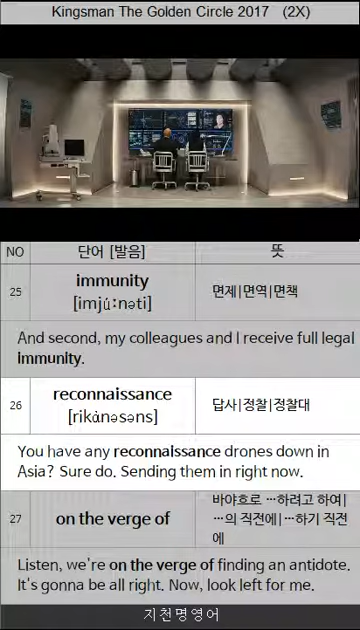 Kingsman The Golden Circle 2017 (2X)
NO 단어 [발음] 뜻
25 immunity [imjúːnəti] 면제|면역|면책
And second, my colleagues and I receive full legal
immunity.
26 reconnaissance [rikánəsəns] 답사|정찰|정찰대
You have any reconnaissance drones down in
Asia? Sure do. Sending them in right now.
27 on the verge of 바야흐로 …하려고 하여|
…의 직전에|…하기 직전
에
Listen, we're on the verge of finding an antidote.
It's gonna be all right. Now, look left for me.
지천명영어